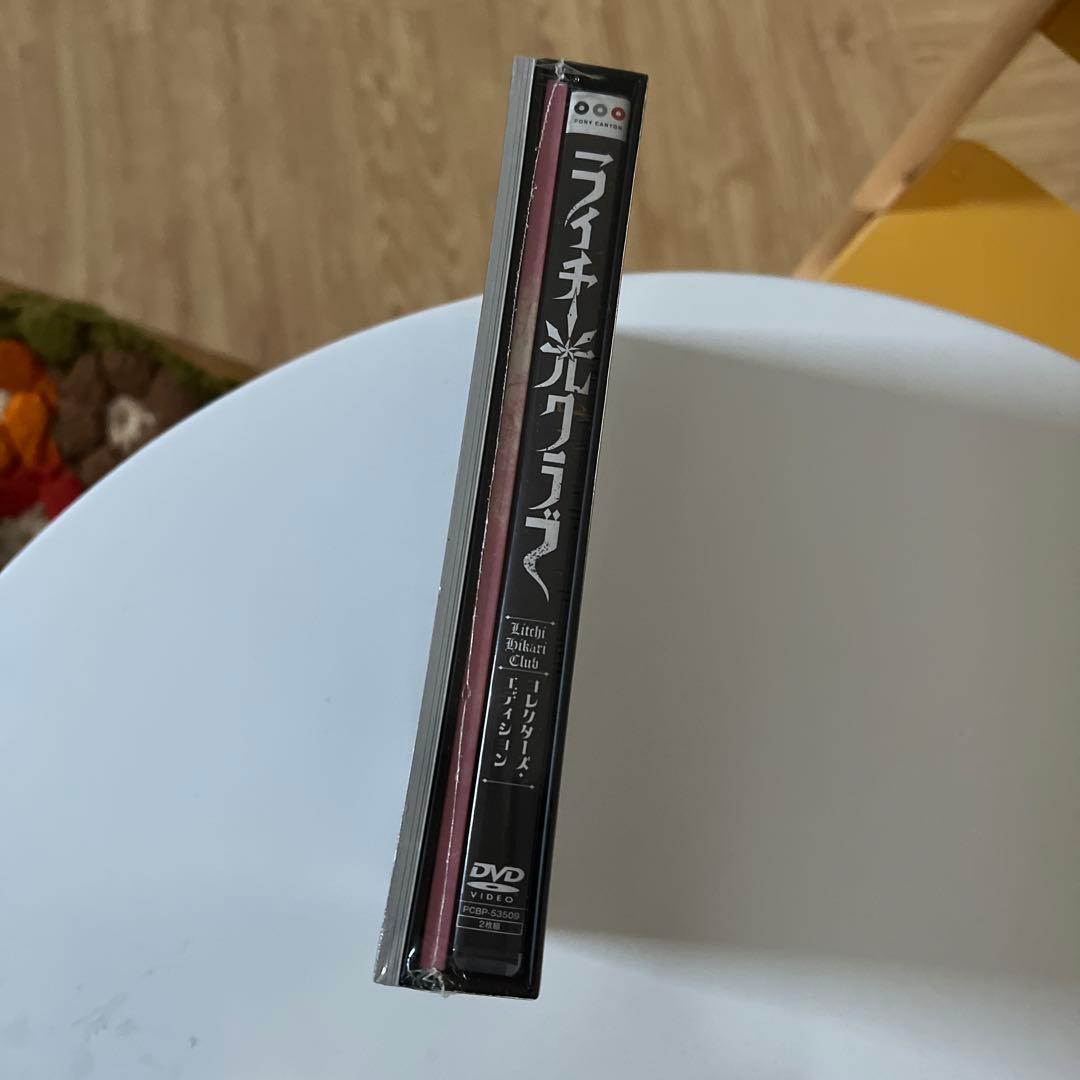 PONY CANYON
ライチ☆光クラブ
Litchi
Hikari
Club
コレクターズ・
エディション
DVD
VIDEO
PCBP-53509
2枚組